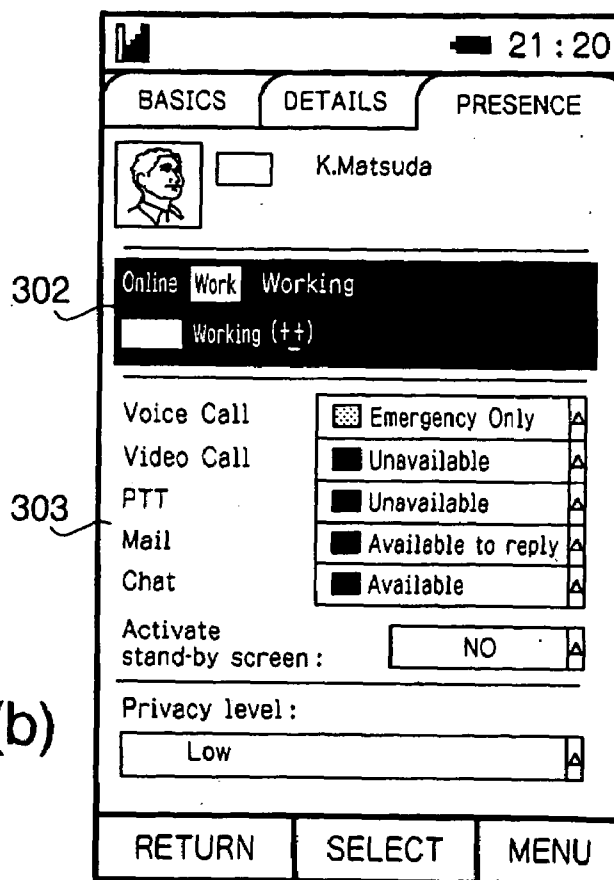 21:20
BASICS DETAILS PRESENCE
K.Matsuda
302
Online Work Working
Working (++)
303
Voice Call Emergency Only
Video Call Unavailable
PTT Unavailable
Mail Available to reply
Chat Available
Activate
stand-by screen: NO
(b)
Privacy level:
Low
RETURN SELECT MENU